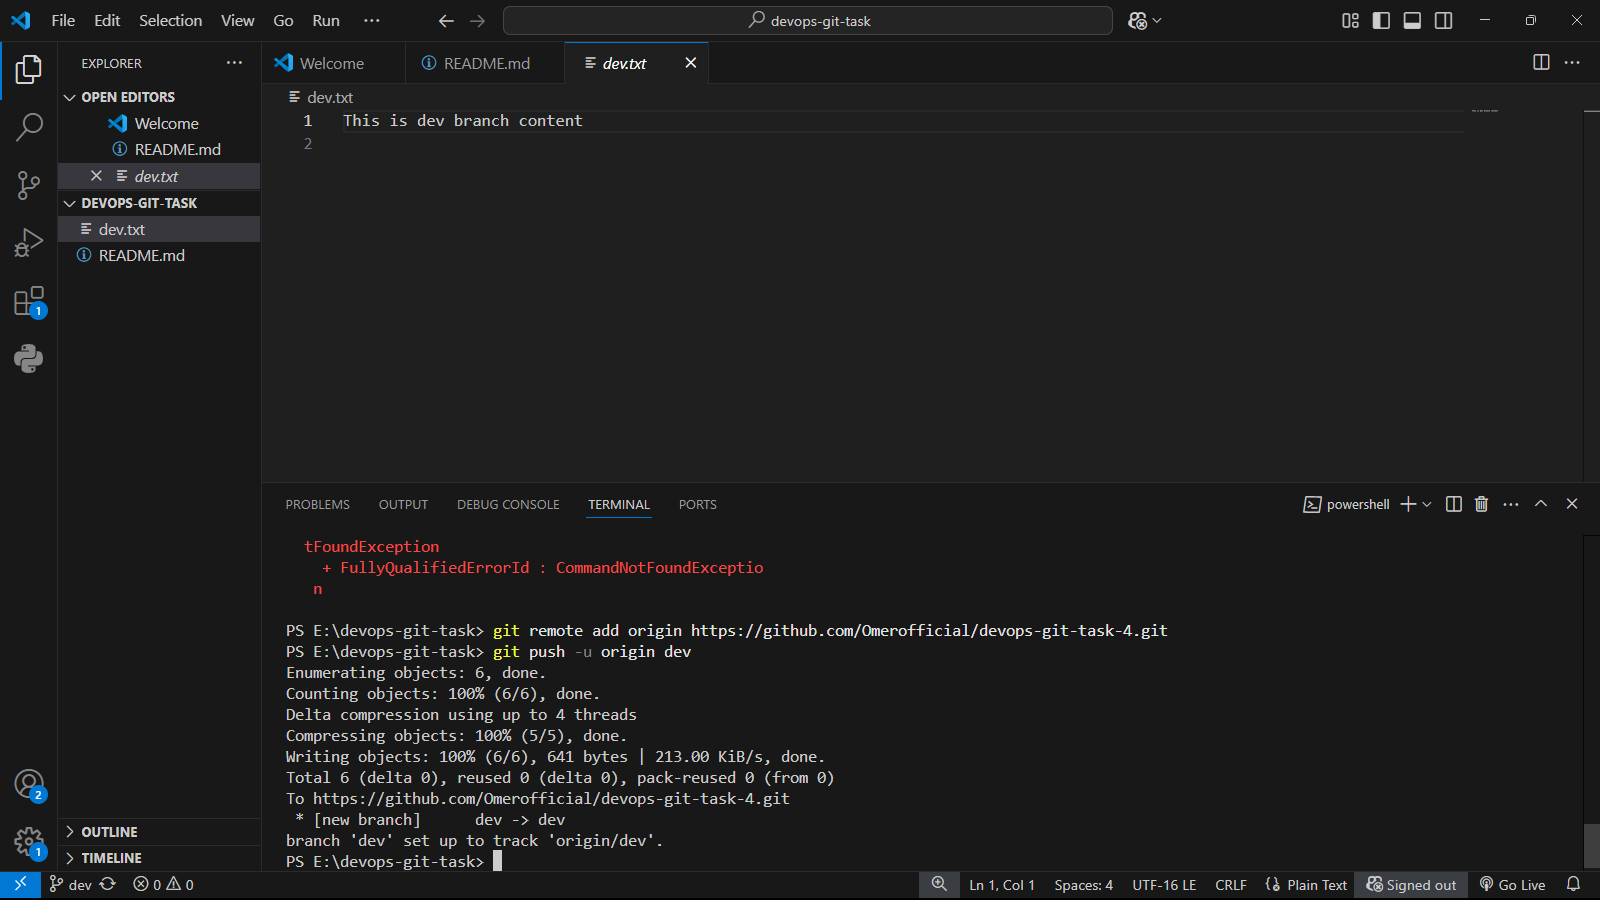 File Edit Selection View Go Run ···
devops-git-task
EXPLORER
OPEN EDITORS
Welcome
README.md
dev.txt
DEVOPS-GIT-TASK
dev.txt
README.md
OUTLINE
TIMELINE
1
2
1
Welcome
README.md
dev.txt
dev.txt
1 This is dev branch content
2
PROBLEMS OUTPUT DEBUG CONSOLE TERMINAL PORTS
powershell
tFoundException
+ FullyQualifiedErrorId : CommandNotFoundExceptio
n
PS E:\devops-git-task> git remote add origin https://github.com/Omerofficial/devops-git-task-4.git
PS E:\devops-git-task> git push -u origin dev
Enumerating objects: 6, done.
Counting objects: 100% (6/6), done.
Delta compression using up to 4 threads
Compressing objects: 100% (5/5), done.
Writing objects: 100% (6/6), 641 bytes | 213.00 KiB/s, done.
Total 6 (delta 0), reused 0 (delta 0), pack-reused 0 (from 0)
To https://github.com/Omerofficial/devops-git-task-4.git
* [new branch]      dev -> dev
branch 'dev' set up to track 'origin/dev'.
PS E:\devops-git-task>
dev 0 0 Ln 1, Col 1 Spaces: 4 UTF-16 LE CRLF {} Plain Text Signed out Go Live